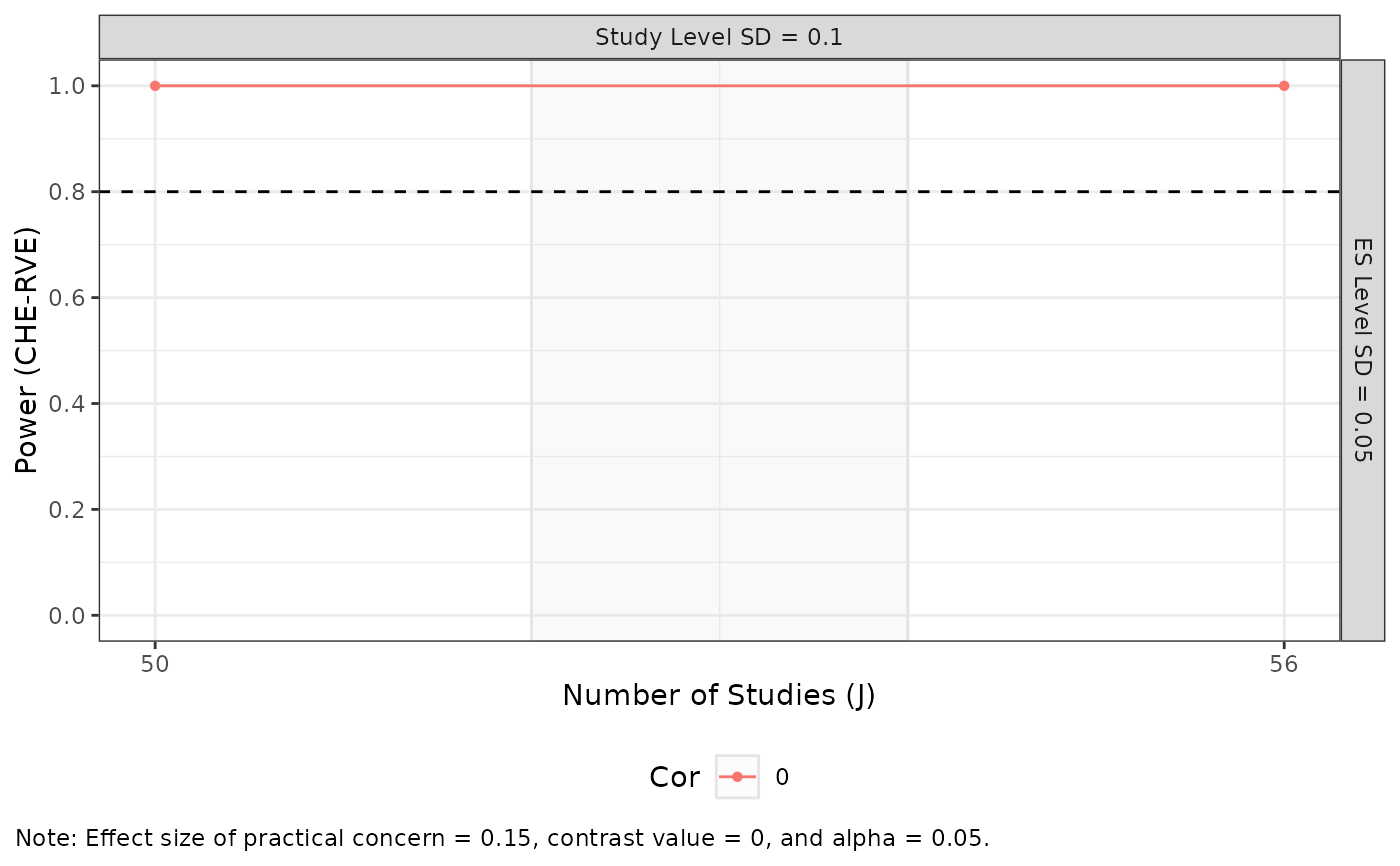 Study Level SD = 0.1
ES Level SD = 0.05
Power (CHE-RVE)
1.0
0.8
0.6
0.4
0.2
0.0
50
56
Number of Studies (J)
Cor
0
Note: Effect size of practical concern = 0.15, contrast value = 0, and alpha = 0.05.